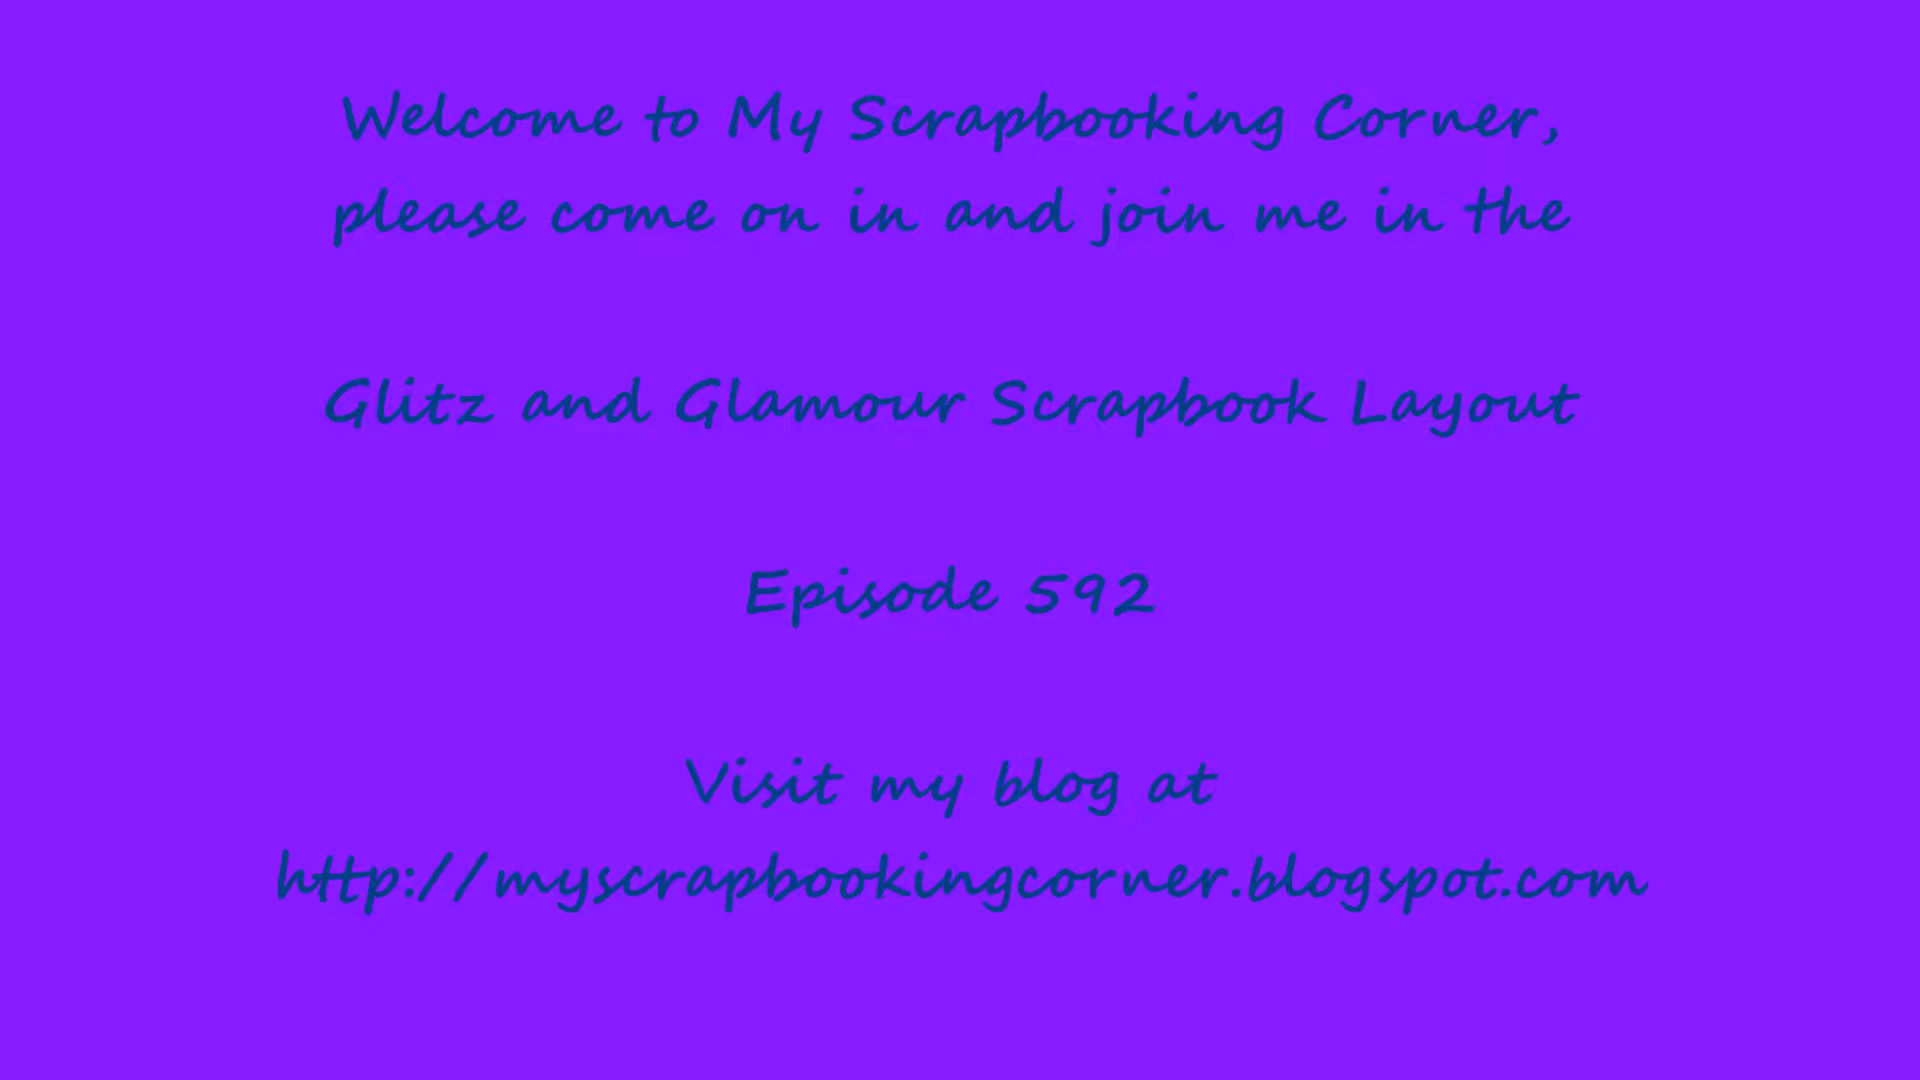 Welcome to My Scrapbooking Corner,
please come on in and join me in the
Glitz and Glamour Scrapbook Layout
Episode 592
Visit my blog at
http://myscrapbookingcorner.blogspot.com